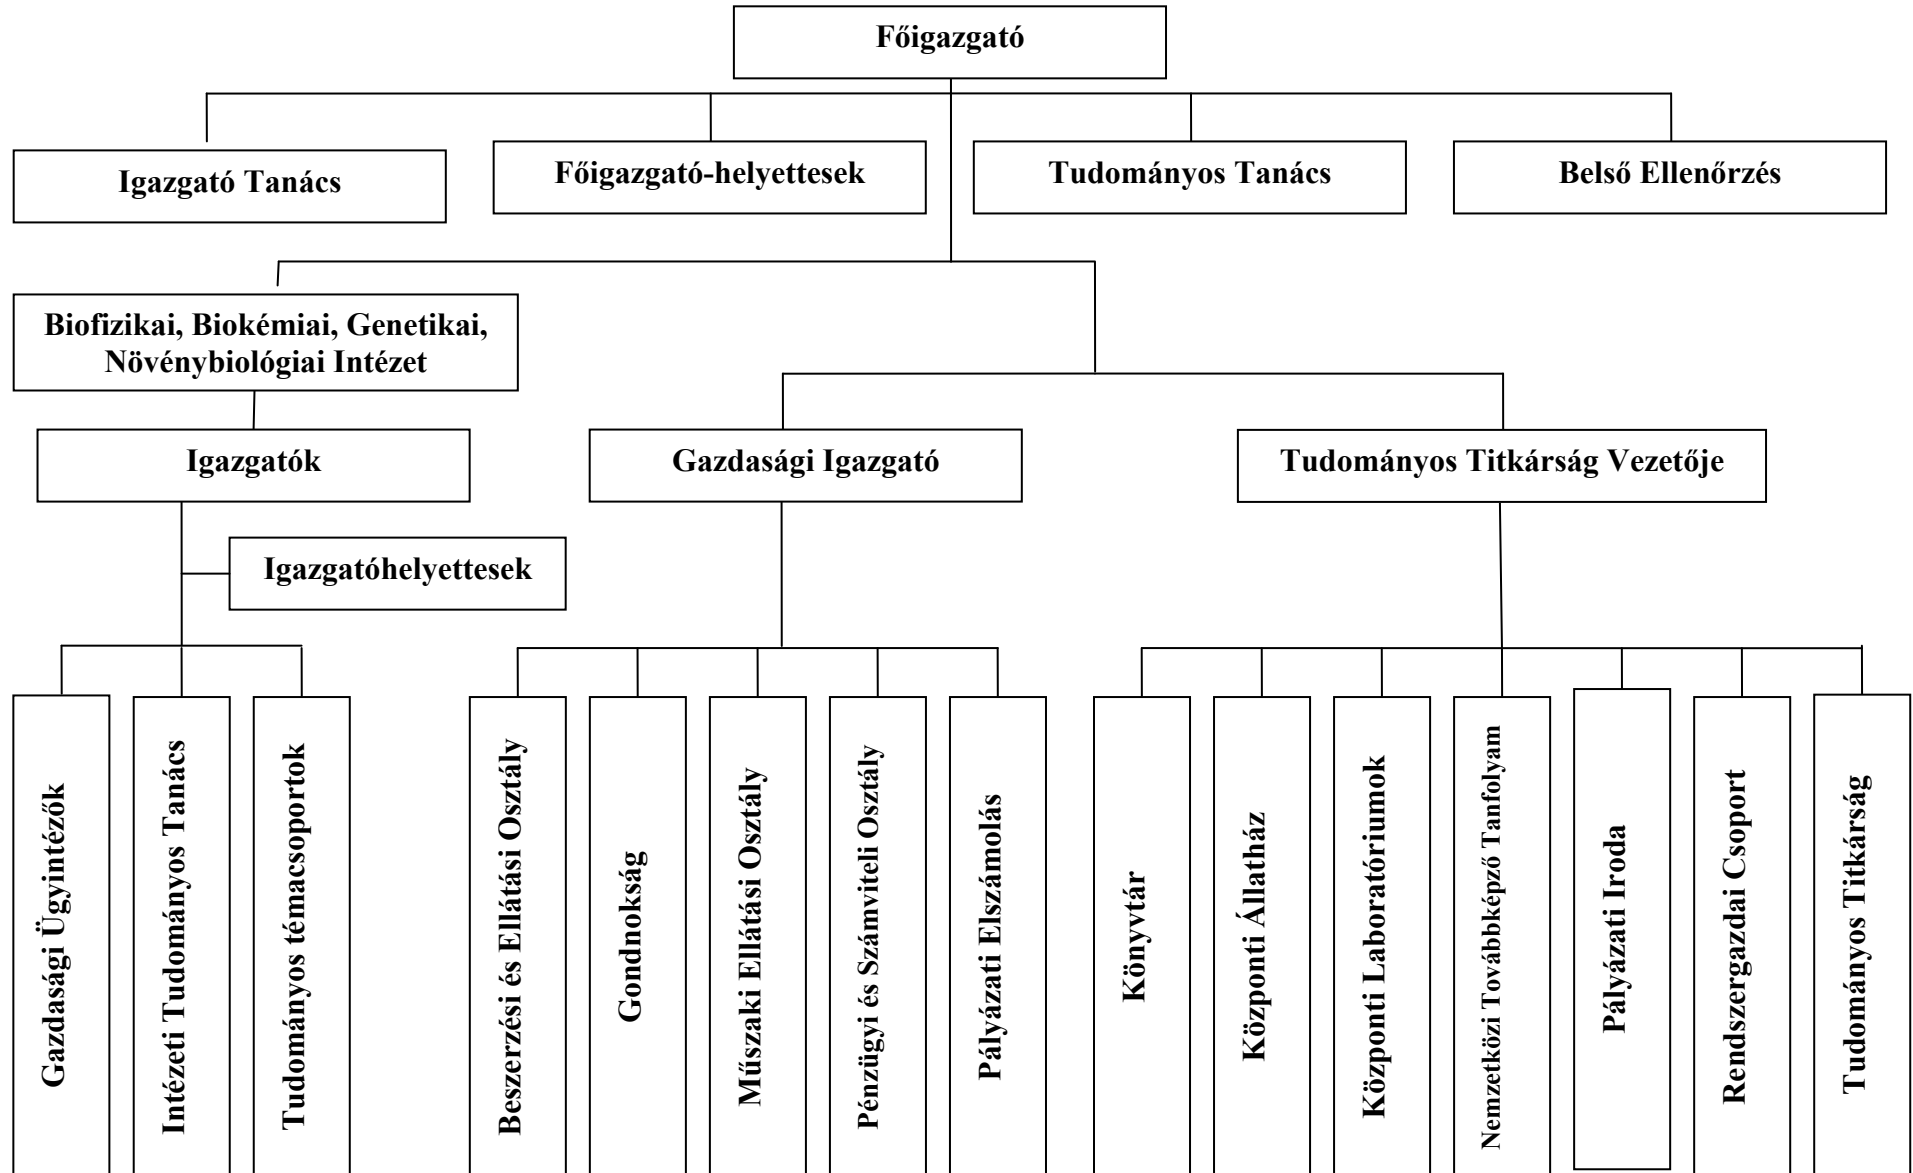 Főigazgató
Igazgató Tanács
Főigazgató-helyettesek
Tudományos Tanács
Belső Ellenőrzés
Biofizikai, Biokémiai, Genetikai,
Növénybiológiai Intézet
Igazgatók
Gazdasági Igazgató
Tudományos Titkárság Vezetője
Igazgatóhelyettesek
Gazdasági Ügyintézők
Intézeti Tudományos Tanács
Tudományos témacsoportok
Beszerzési és Ellátási Osztály
Gondnokság
Műszaki Ellátási Osztály
Pénzügyi és Számviteli Osztály
Pályázati Elszámolás
Könyvtár
Központi Állatház
Központi Laboratóriumok
Nemzetközi Továbbképző Tanfolyam
Pályázati Iroda
Rendszergazdai Csoport
Tudományos Titkárság